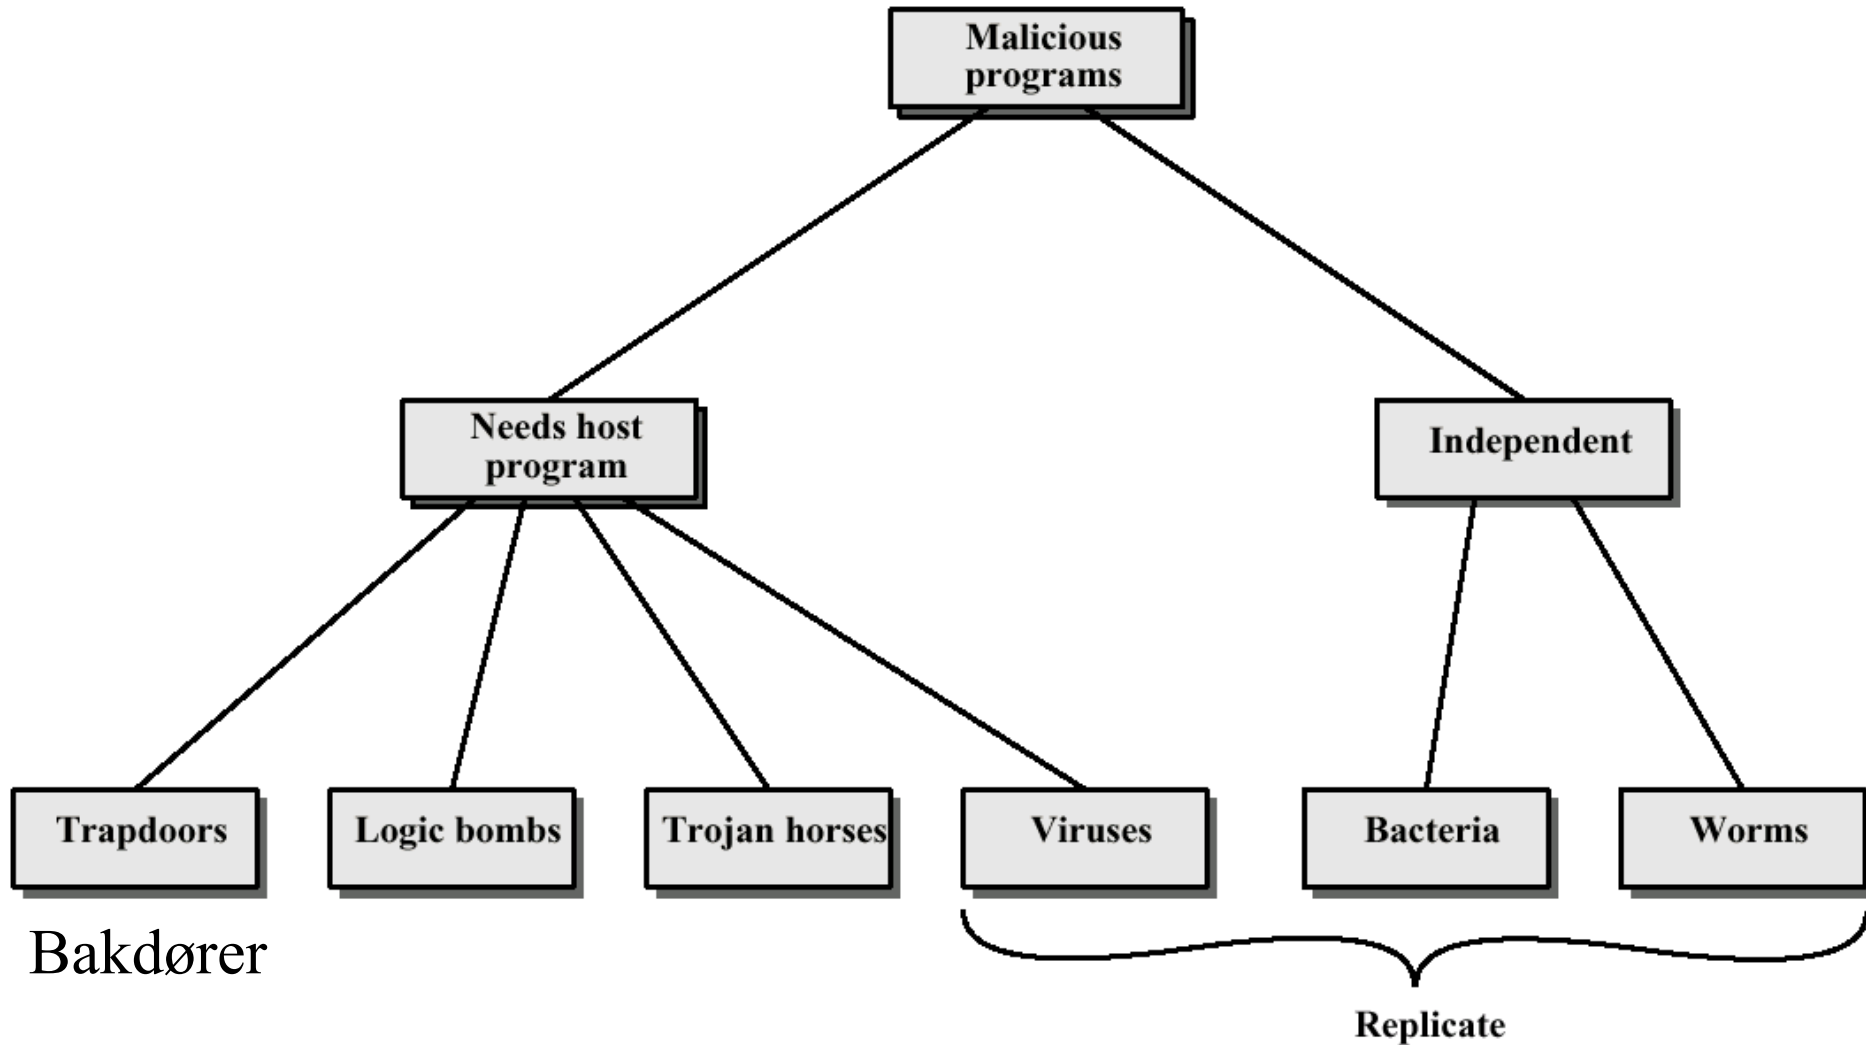 Malicious
programs
Needs host
program
Independent
Trapdoors
Logic bombs
Trojan horses
Viruses
Bacteria
Worms
Bakdører
Replicate